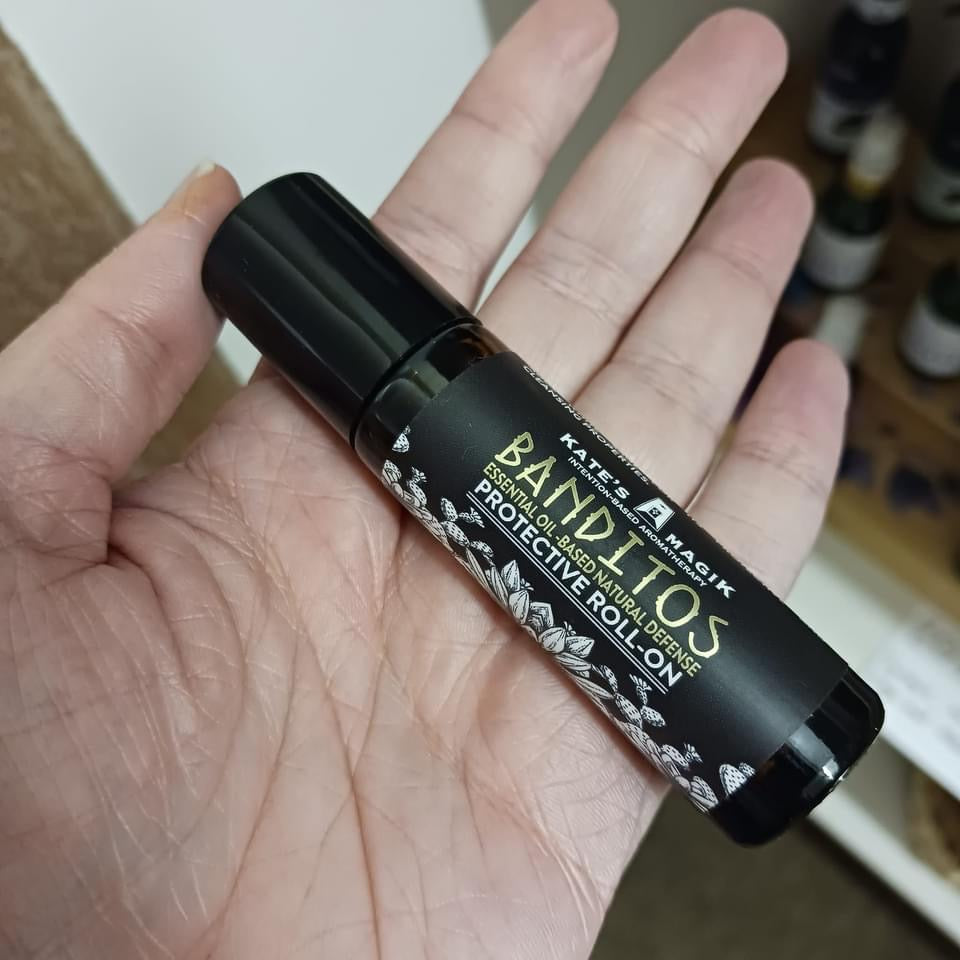 CLEANSING PROPERTIES.
KATE'S MAGIK
INTENTION-BASED AROMATHERAPY
BANDITOS
ESSENTIAL OIL-BASED NATURAL DEFENSE
PROTECTIVE ROLL-ON